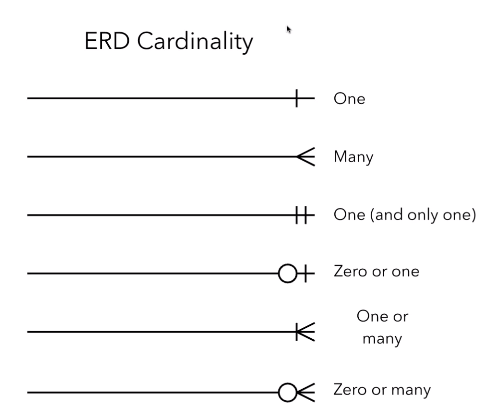 ERD Cardinality
One
Many
One (and only one)
Zero or one
One or
many
Zero or many